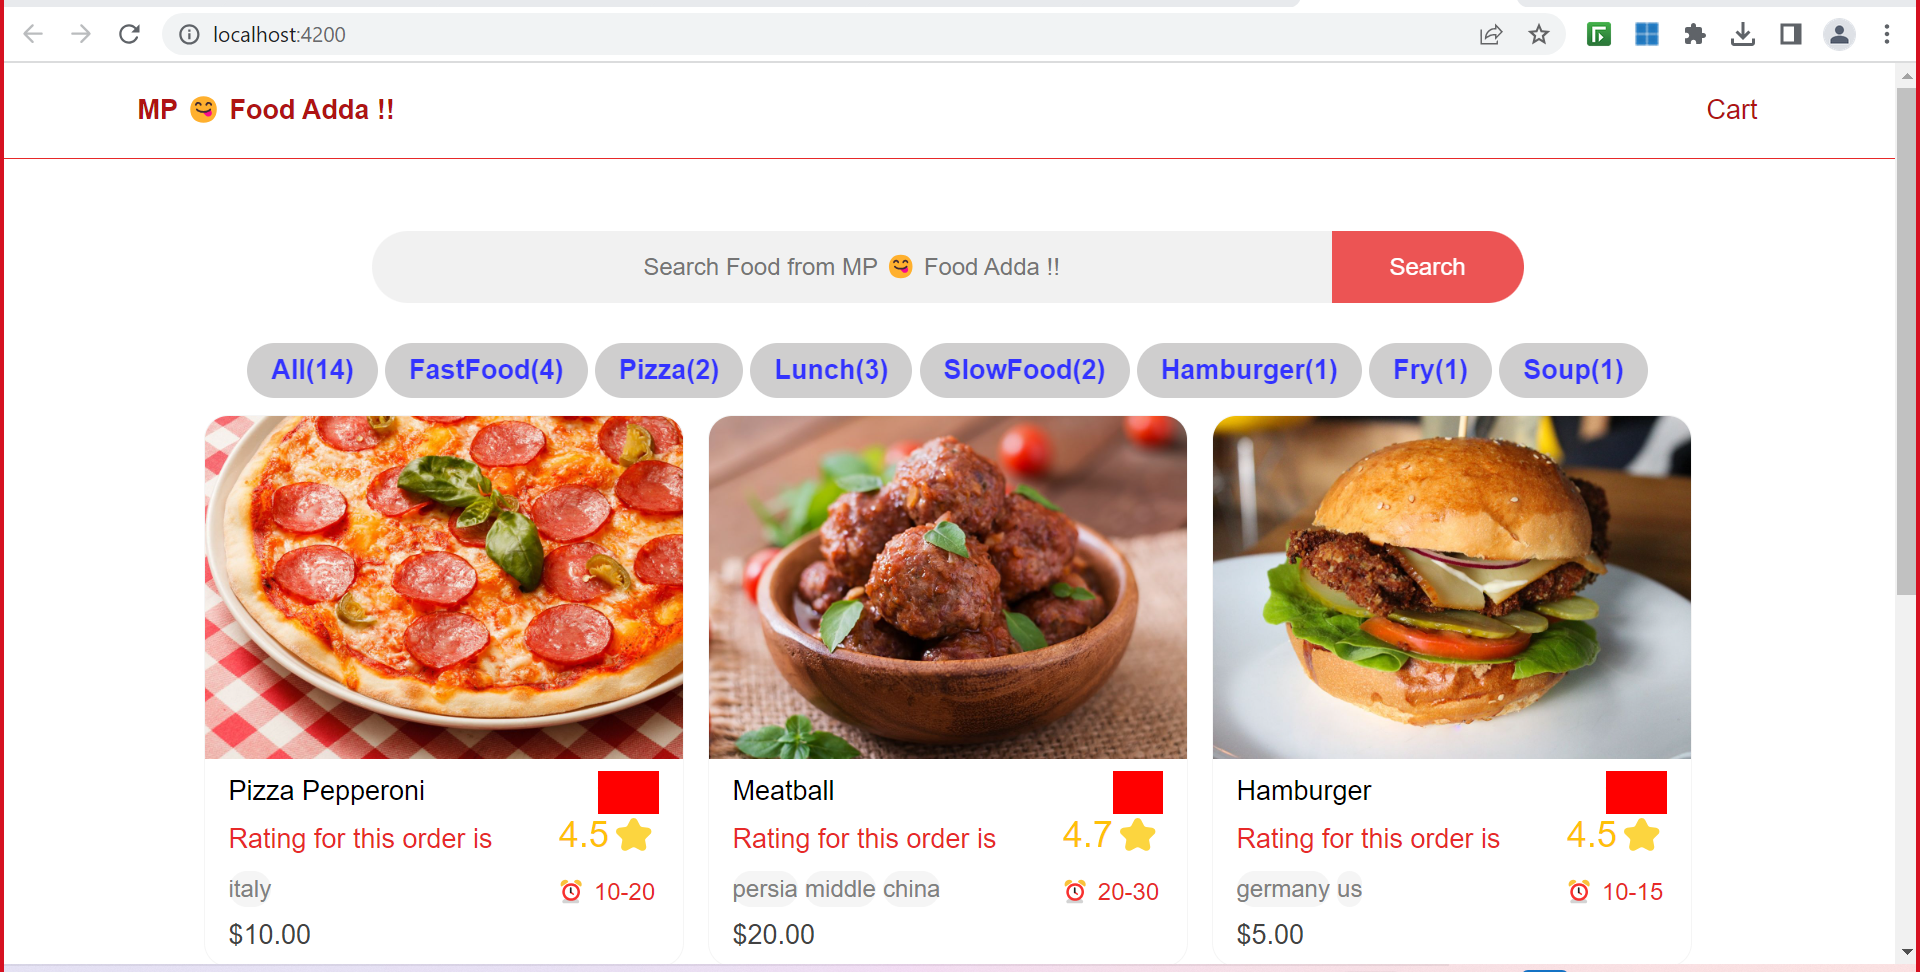 localhost:4200
MP 😋 Food Adda !!
Cart
Search Food from MP 😋 Food Adda !!
Search
All(14)
FastFood(4)
Pizza(2)
Lunch(3)
SlowFood(2)
Hamburger(1)
Fry(1)
Soup(1)
Pizza Pepperoni
Rating for this order is 4.5
italy
⏰ 10-20
$10.00
Meatball
Rating for this order is 4.7
persia middle china
⏰ 20-30
$20.00
Hamburger
Rating for this order is 4.5
germany us
⏰ 10-15
$5.00